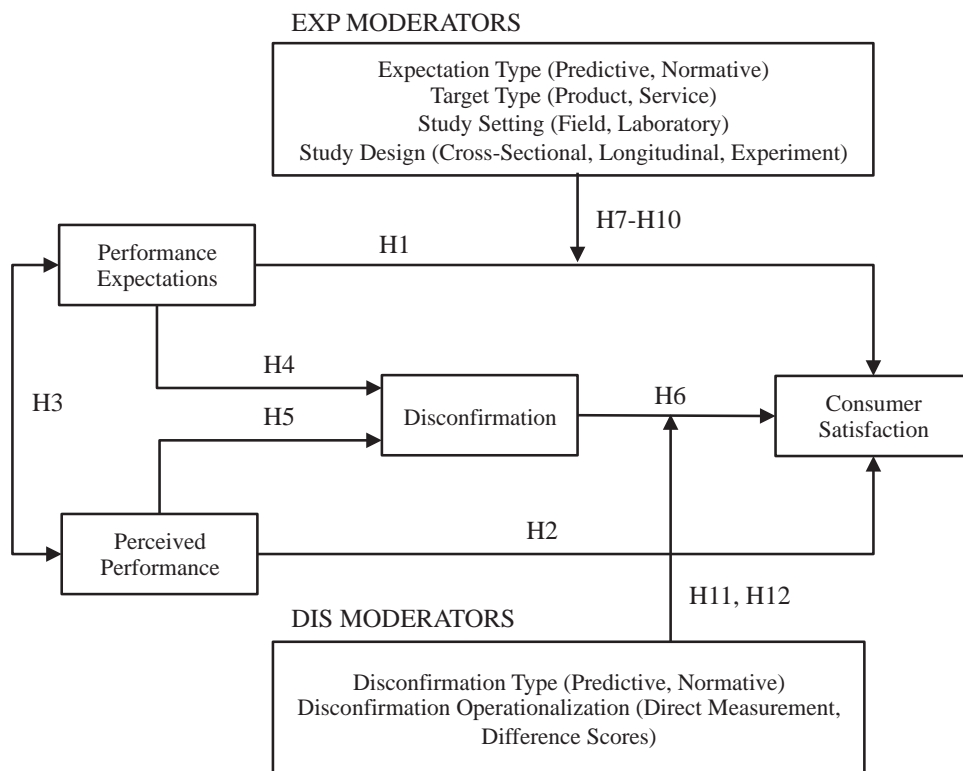 EXP MODERATORS
Expectation Type (Predictive, Normative)
Target Type (Product, Service)
Study Setting (Field, Laboratory)
Study Design (Cross-Sectional, Longitudinal, Experiment)
H7-H10
H1
Performance
Expectations
H4
H3
H5
Disconfirmation
H6
Consumer
Satisfaction
H2
Perceived
Performance
H11, H12
DIS MODERATORS
Disconfirmation Type (Predictive, Normative)
Disconfirmation Operationalization (Direct Measurement,
Difference Scores)